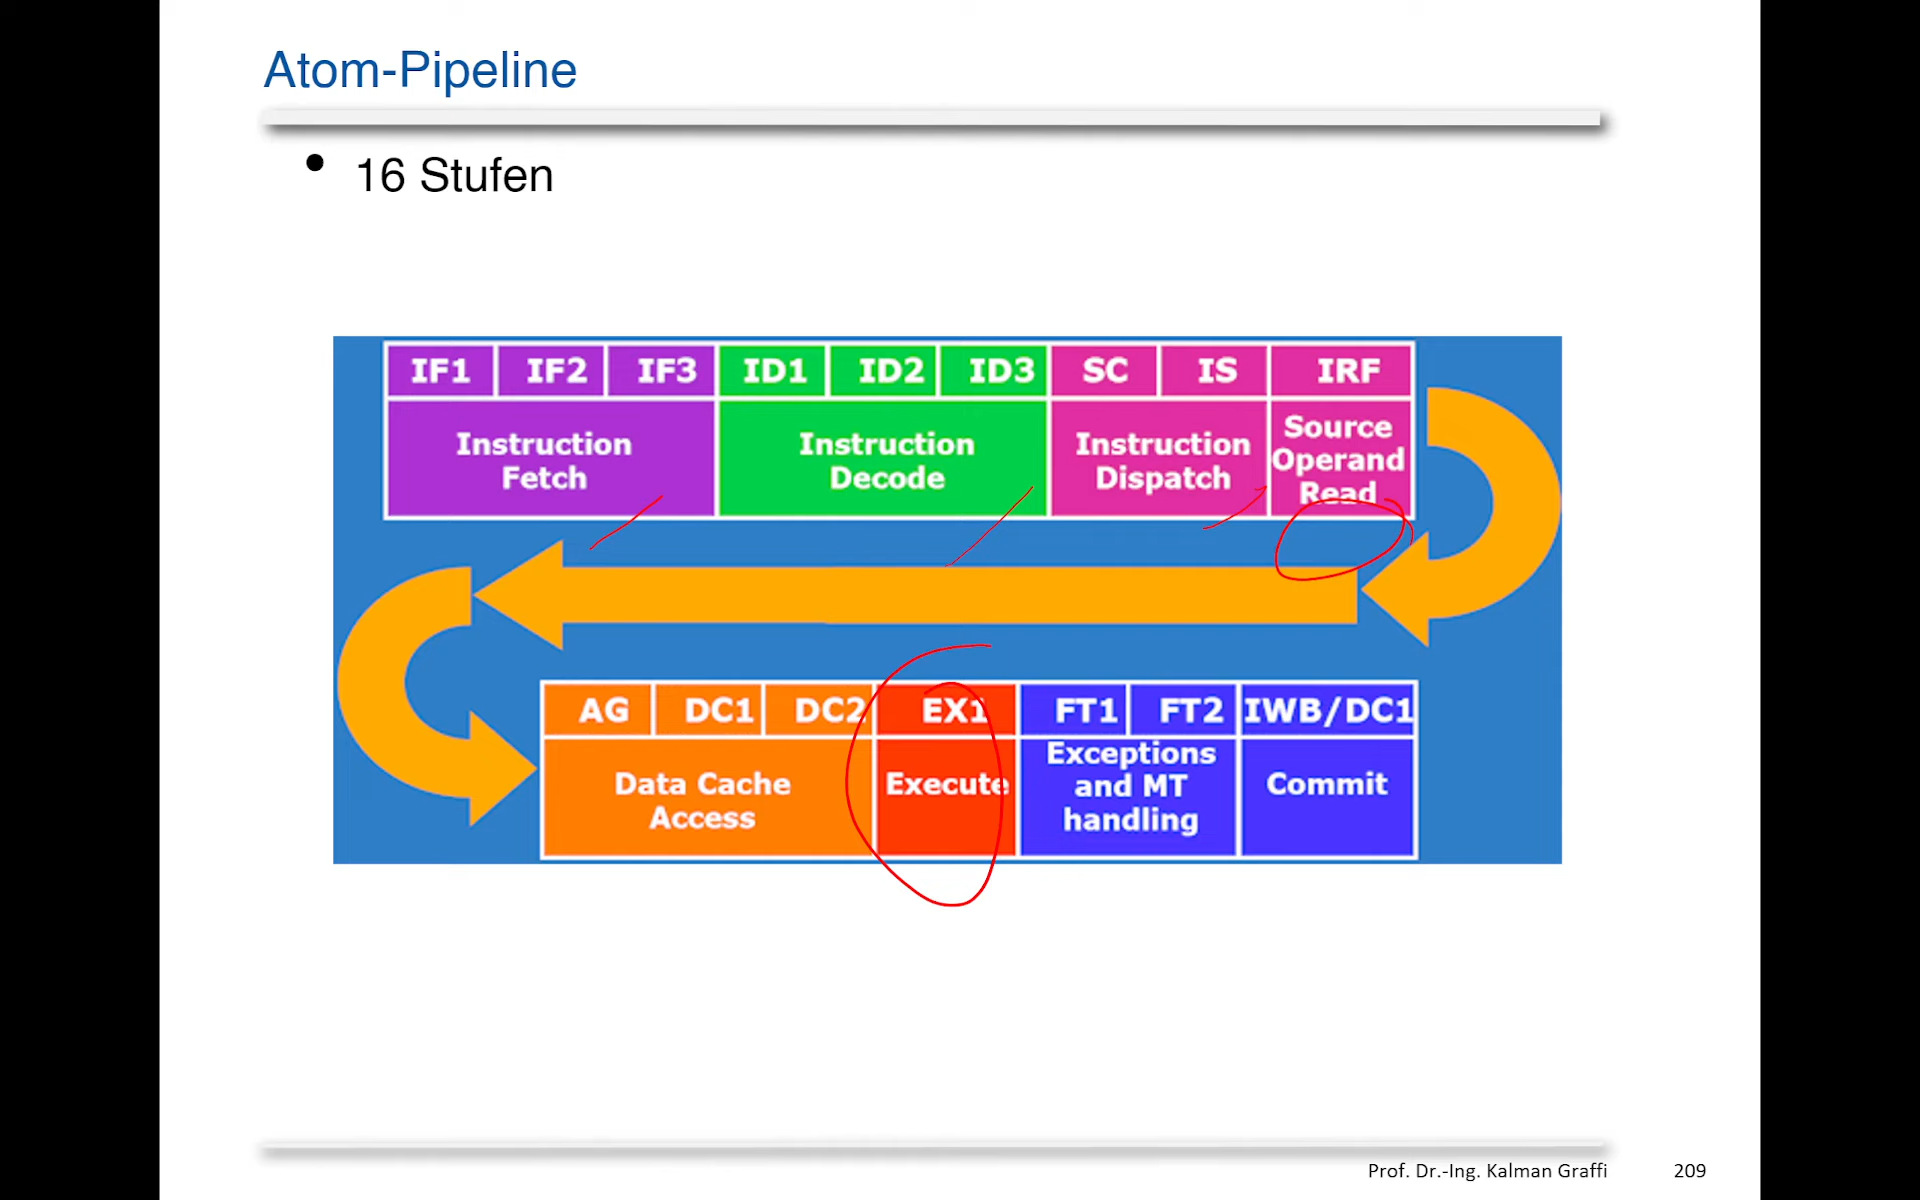 Atom-Pipeline
• 16 Stufen
IF1 IF2 IF3 ID1 ID2 ID3 SC IS IRF
Instruction Fetch
Instruction Decode
Instruction Dispatch
Source Operand Read
AG DC1 DC2 EX1 FT1 FT2 IWB/DC1
Data Cache Access
Execute
Exceptions and MT handling
Commit
Prof. Dr.-Ing. Kalman Graffi 209